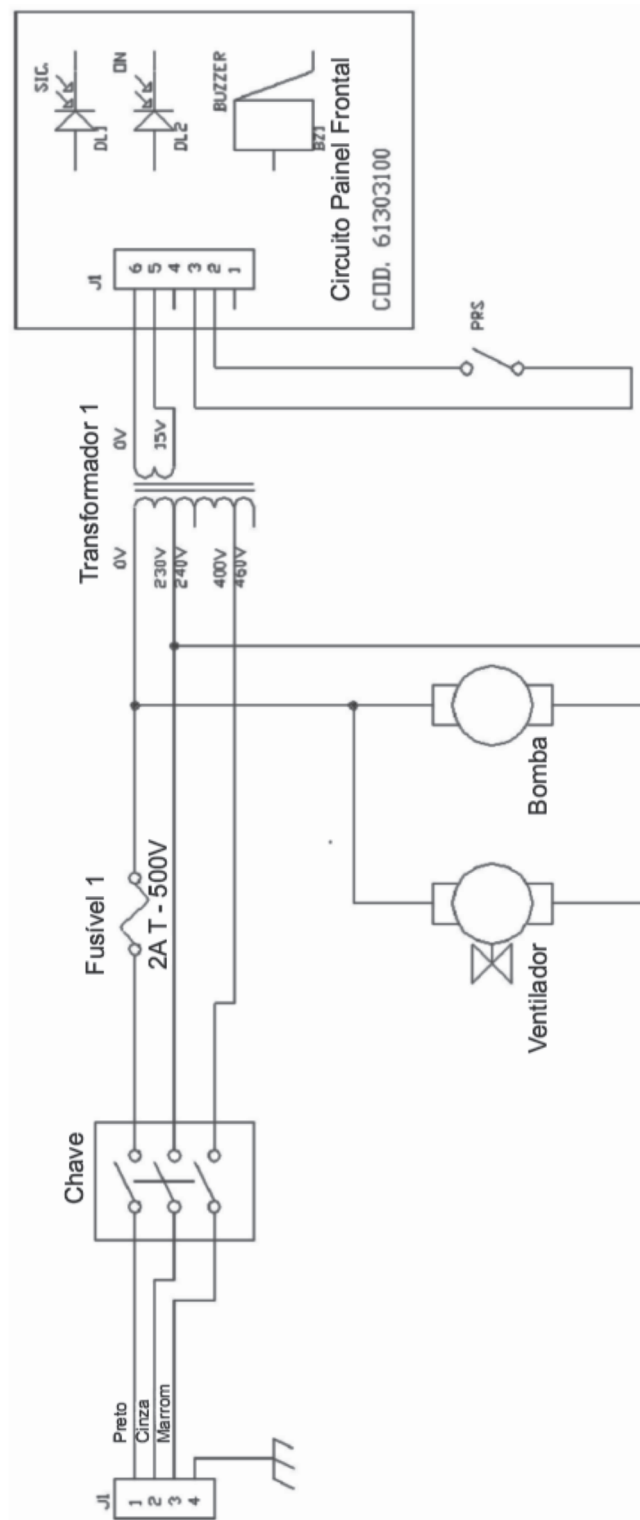 J1
1
2
3
4
Preto
Cinza
Marrom
Chave
Fusível 1
2A T - 500V
Ventilador
Bomba
Transformador 1
0V
230V
240V
400V
460V
0V
15V
PRS
J1
6
5
4
3
2
1
SIC.
DL1
ON
DL2
BUZZER
BZ1
Circuito Painel Frontal
COD. 61303100